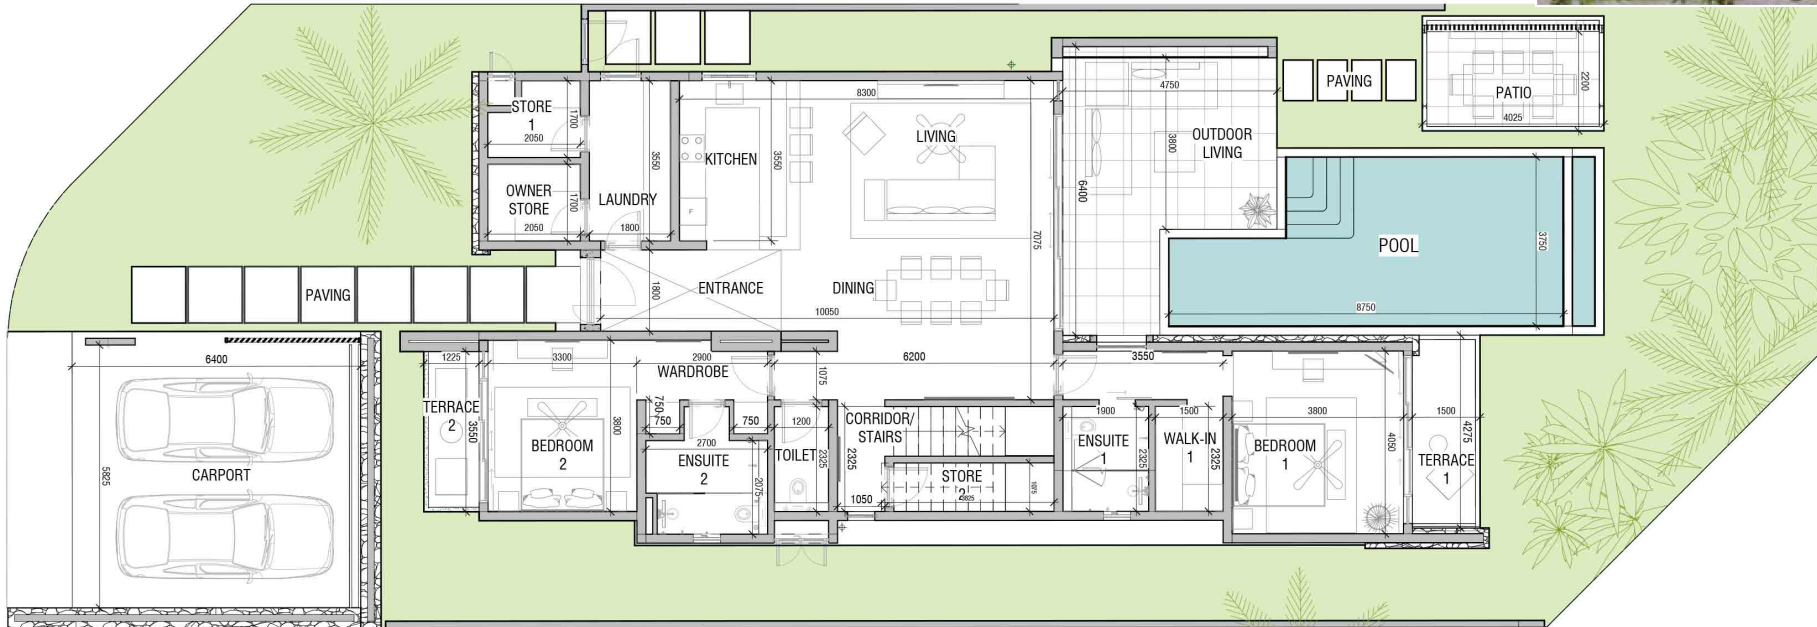 PAVING
2200
PATIO
4025
4750
8300
STORE
1
1700
2050
3550
KITCHEN
3550
LIVING
OUTDOOR
LIVING
3800
6400
OWNER
STORE
1700
2050
LAUNDRY
1800
F
7075
POOL
3750
8750
PAVING
1800
ENTRANCE
DINING
10050
6400
1225
3300
2900
6200
3550
WARDROBE
1075
TERRACE
2
3550
3800
750
750
750
1200
CORRIDOR/
STAIRS
1900
1500
3800
1500
4275
BEDROOM
2
2700
ENSUITE
2
2075
TOILET
2325
2325
ENSUITE
1
2325
WALK-IN
1
2325
BEDROOM
1
4050
TERRACE
1
CARPORT
5825
1050
STORE
2
1075